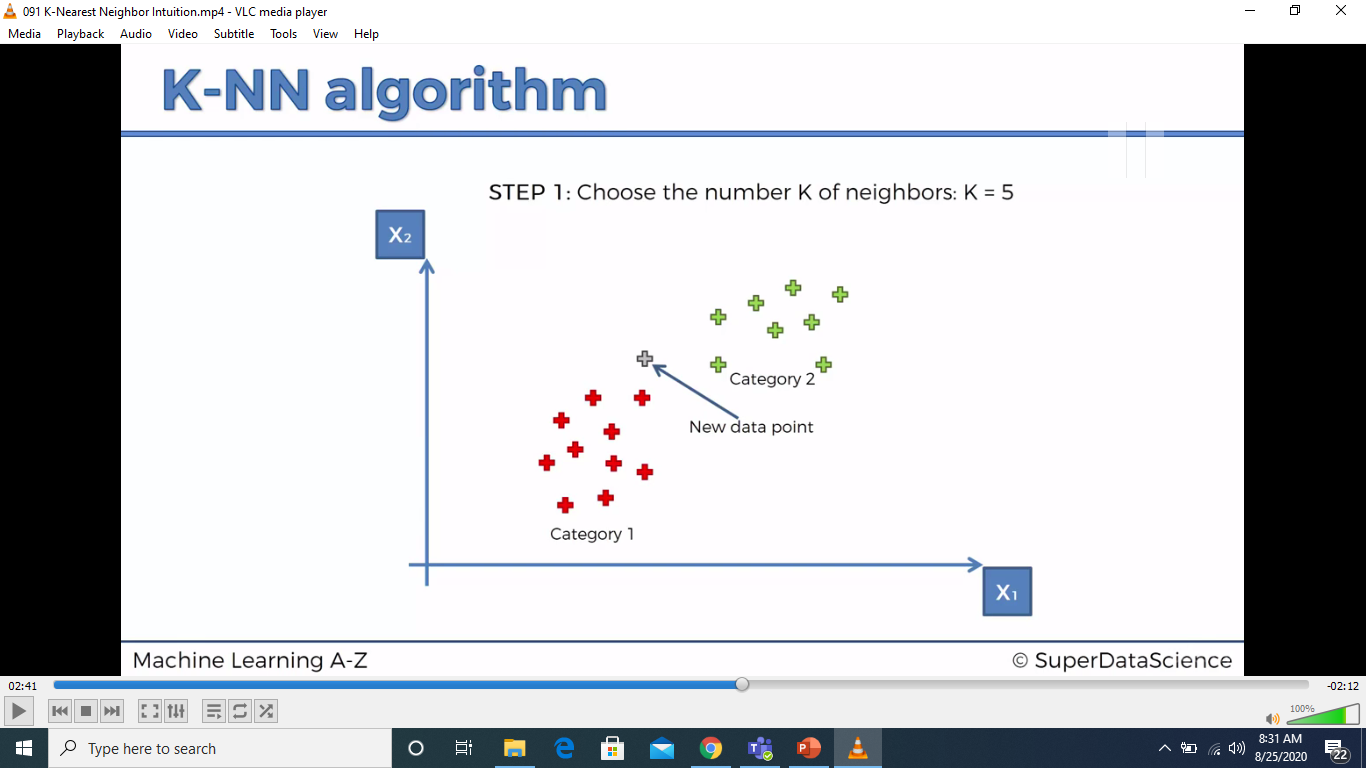 091 K-Nearest Neighbor Intuition.mp4 - VLC media player
Media Playback Audio Video Subtitle Tools View Help
K-NN algorithm
STEP 1: Choose the number K of neighbors: K = 5
X₂
Category 2
New data point
Category 1
X₁
Machine Learning A-Z
© SuperDataScience
02:41
-02:12
100%
Type here to search
8:31 AM
8/25/2020
22